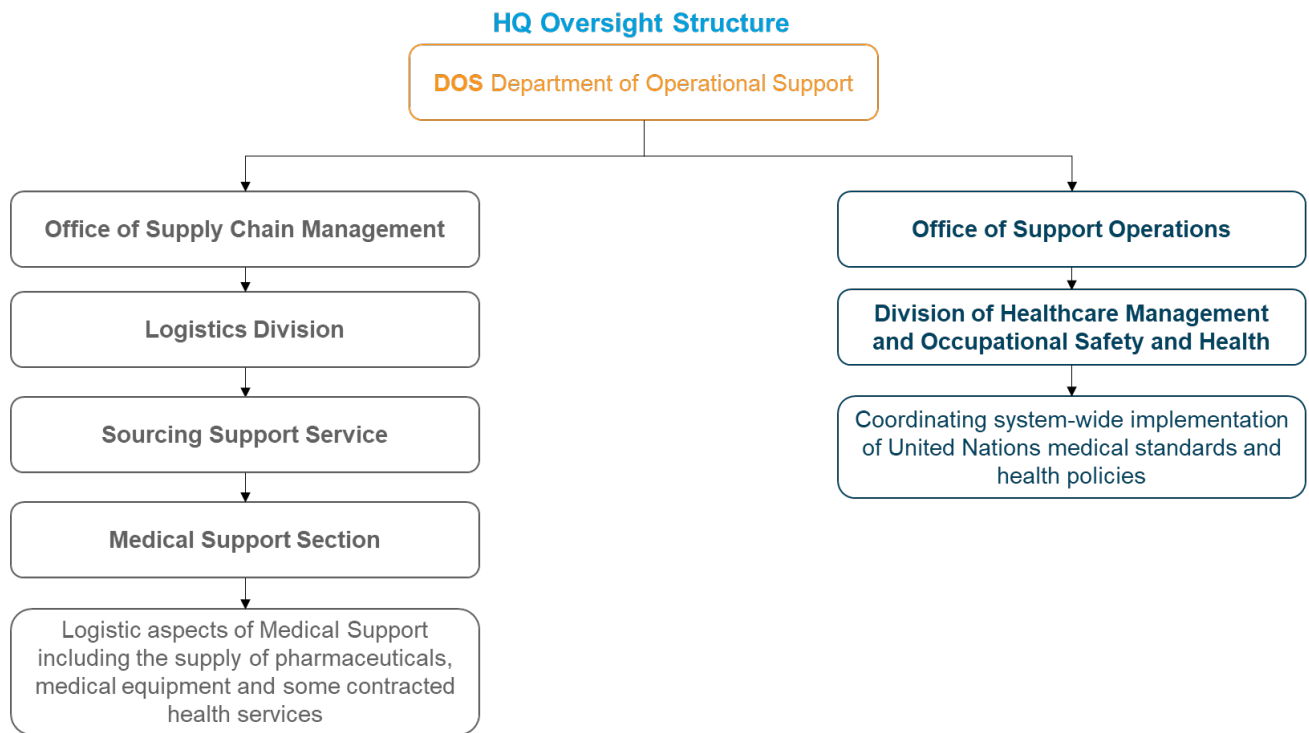 HQ Oversight Structure
DOS Department of Operational Support
Office of Supply Chain Management
Logistics Division
Sourcing Support Service
Medical Support Section
Logistic aspects of Medical Support
including the supply of pharmaceuticals,
medical equipment and some contracted
health services
Office of Support Operations
Division of Healthcare Management
and Occupational Safety and Health
Coordinating system-wide implementation
of United Nations medical standards and
health policies